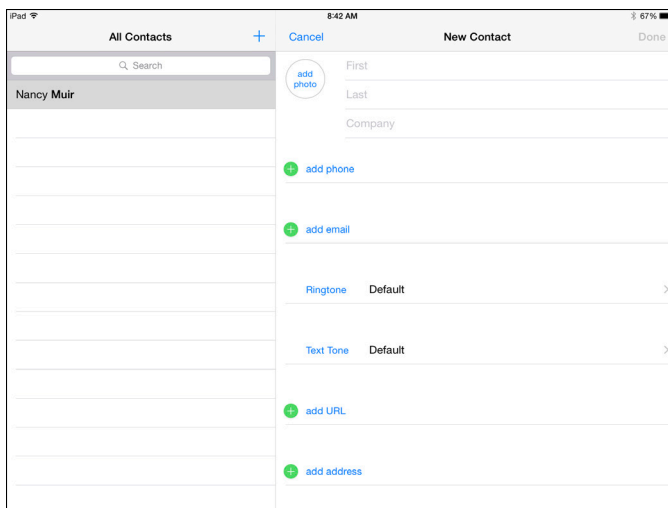 iPad 8:42 AM 67%
All Contacts + Cancel New Contact Done
Search
Nancy Muir
add
photo
First
Last
Company
add phone
add email
Ringtone Default
Text Tone Default
add URL
add address